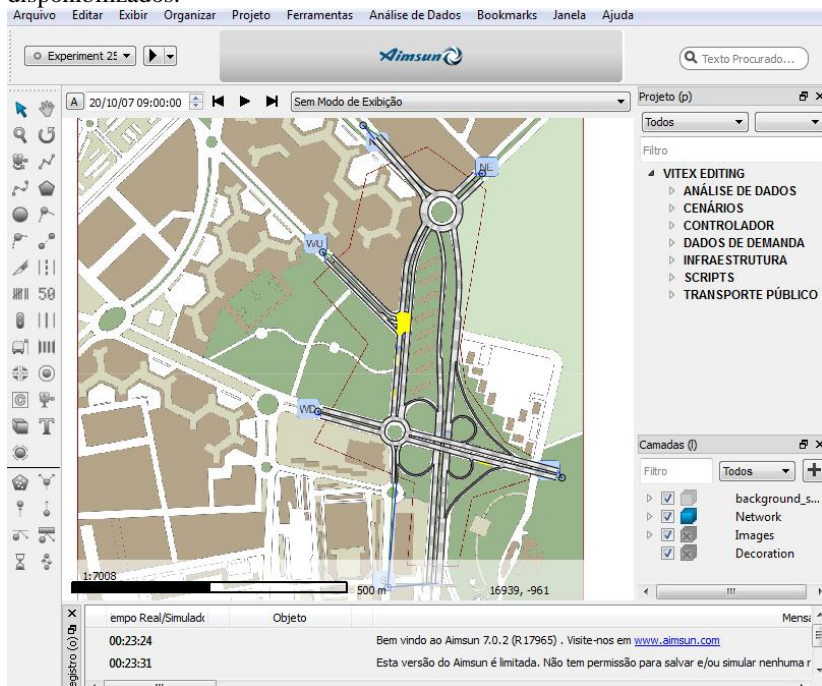 disponibilizados.
Arquivo Editar Exibir Organizar Projeto Ferramentas Análise de Dados Bookmarks Janela Ajuda
Experiment 25
Aimsun
Texto Procurado...
A 20/10/07 09:00:00 Sem Modo de Exibição
Projeto (p)
Todos
Filtro
VITEX EDITING
ANÁLISE DE DADOS
CENÁRIOS
CONTROLADOR
DADOS DE DEMANDA
INFRAESTRUTURA
SCRIPTS
TRANSPORTE PÚBLICO
NE
WU
WD
50
T
Camadas (l)
Filtro Todos
background_s...
Network
Images
Decoration
1:7008
500 m
16939, -961
egistro (o)
empo Real/Simulado Objeto Mensa
00:23:24 Bem vindo ao Aimsun 7.0.2 (R17965) . Visite-nos em www.aimsun.com
00:23:31 Esta versão do Aimsun é limitada. Não tem permissão para salvar e/ou simular nenhuma r